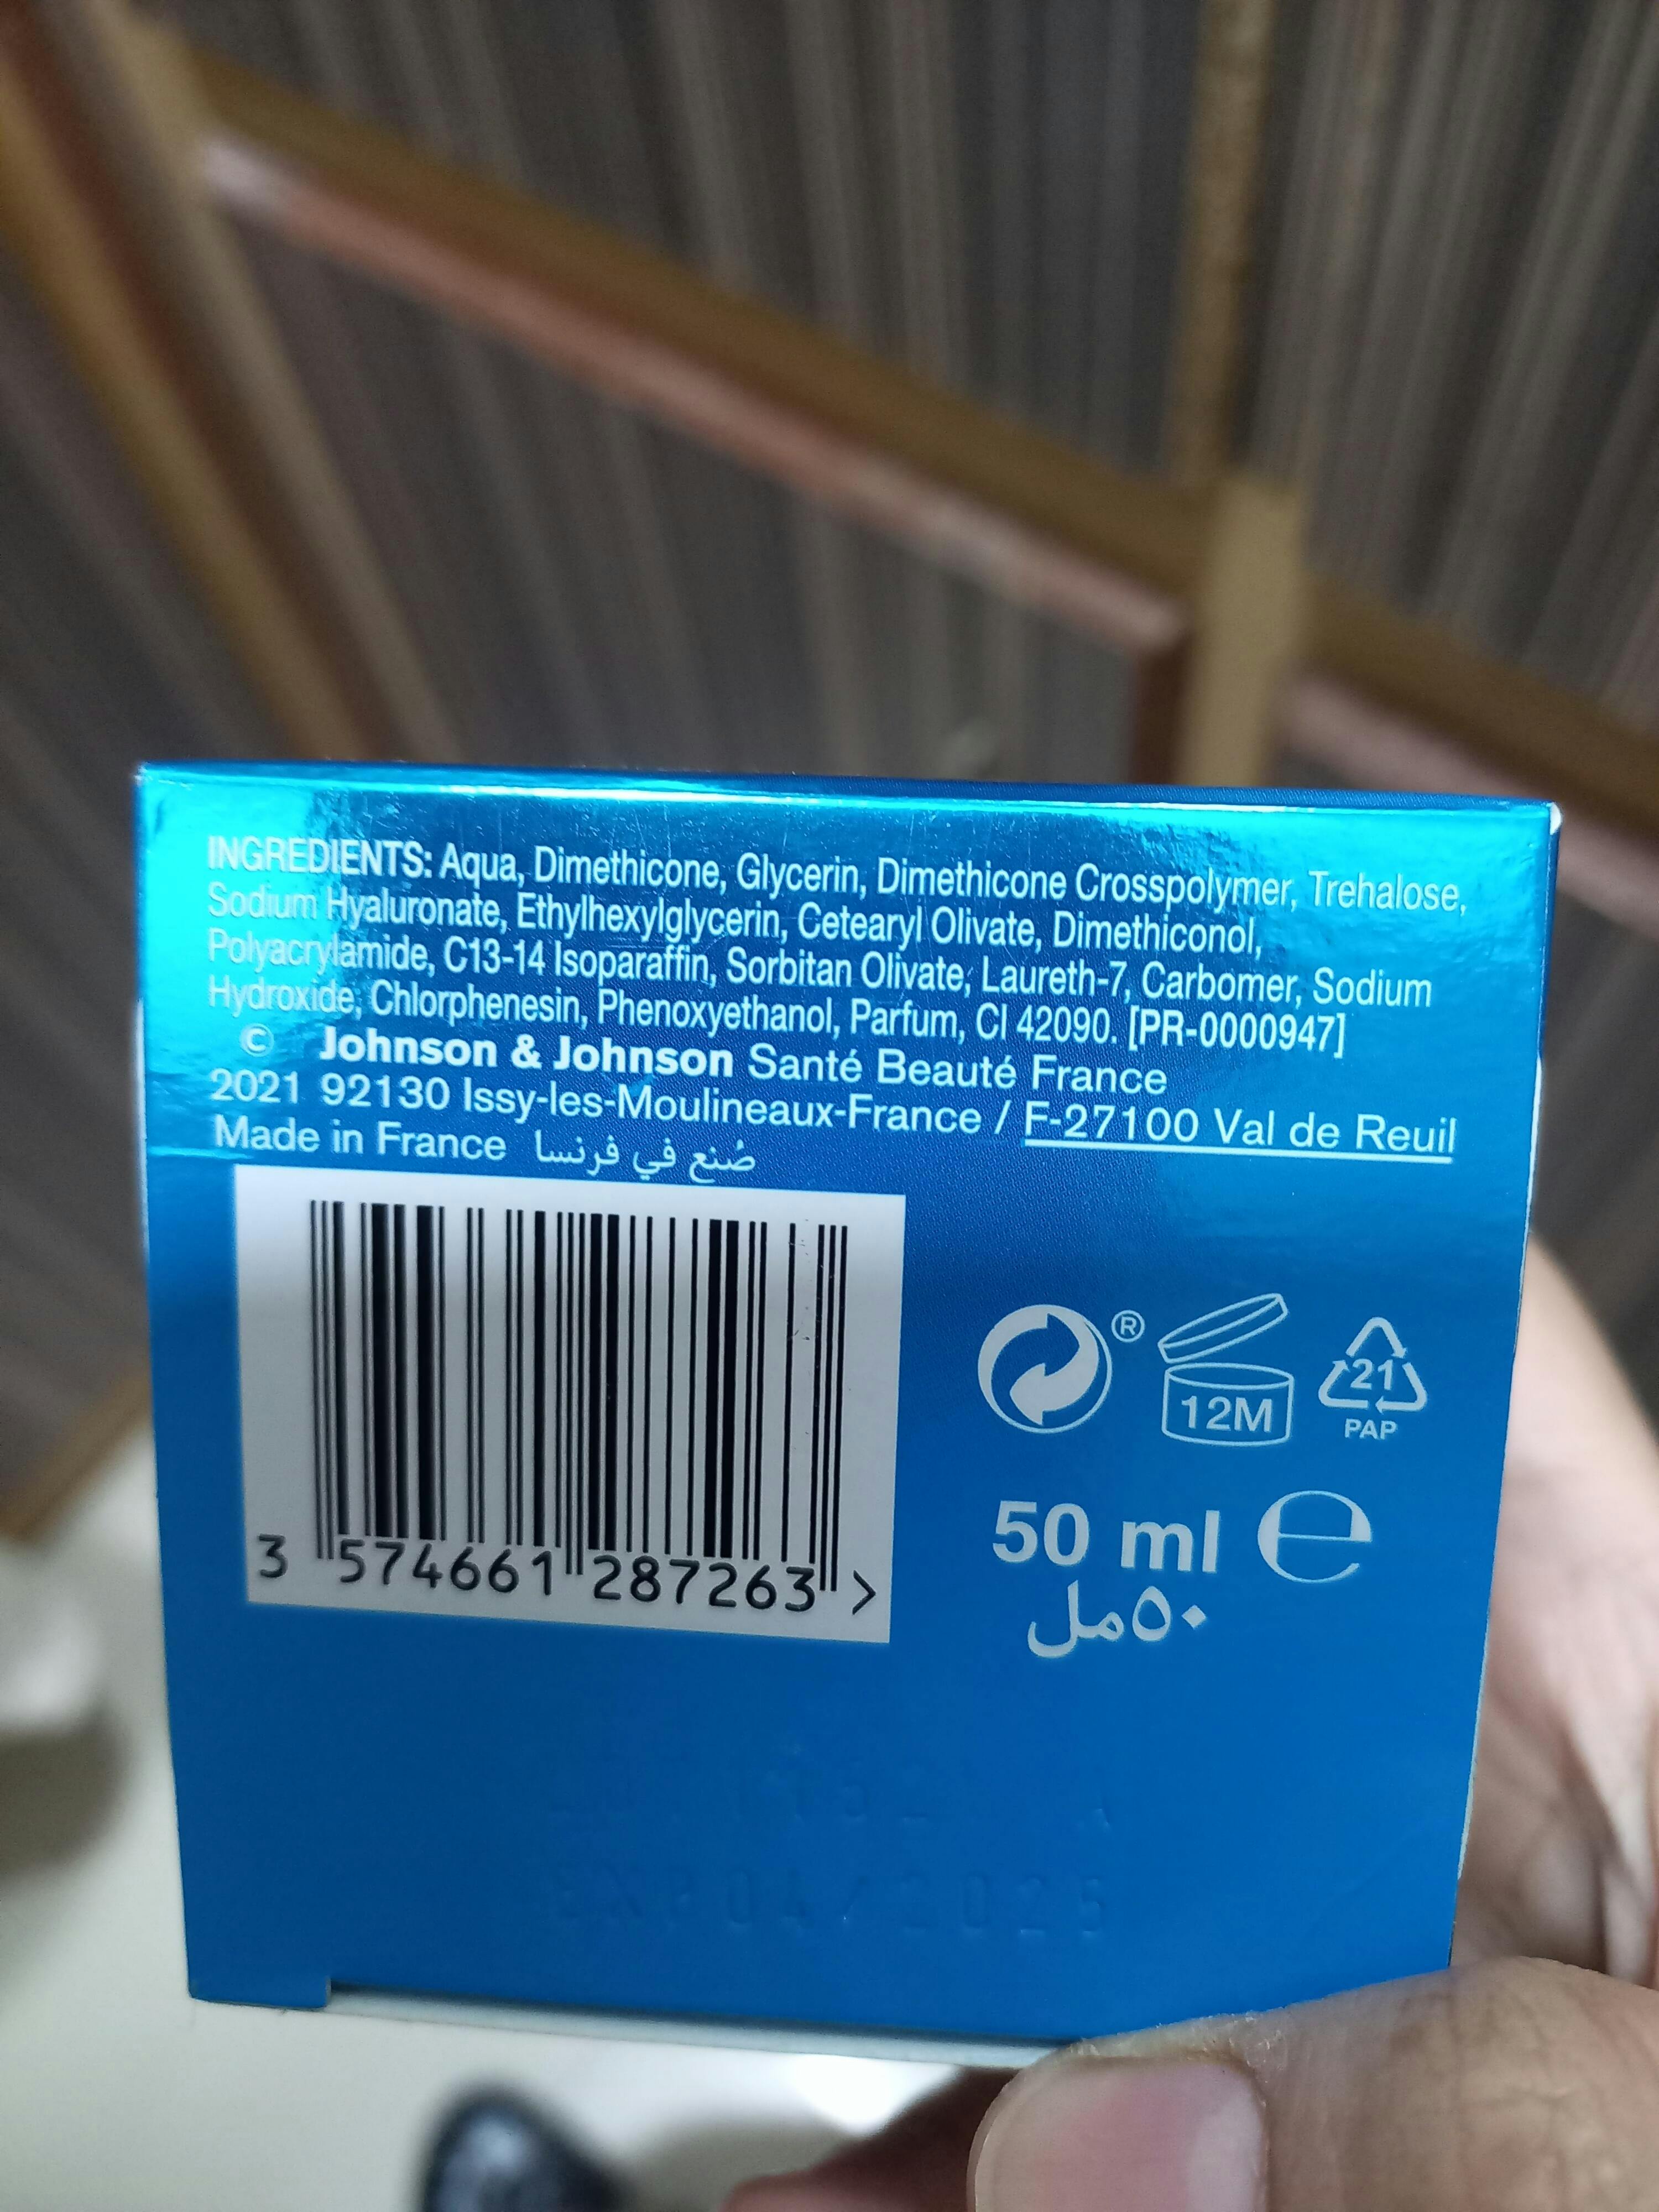 INGREDIENTS: Aqua, Dimethicone, Glycerin, Dimethicone Crosspolymer, Trehalose,
Sodium Hyaluronate, Ethylhexylglycerin, Cetearyl Olivate, Dimethiconol,
Polyacrylamide, C13-14 Isoparaffin, Sorbitan Olivate, Laureth-7, Carbomer, Sodium
Hydroxide, Chlorphenesin, Phenoxyethanol, Parfum, CI 42090. [PR-0000947]
© Johnson & Johnson Santé Beauté France
2021 92130 Issy-les-Moulineaux-France / F-27100 Val de Reuil
Made in France صُنع في فرنسا
3 574661 287263 >
®
12M
21
PAP
50 ml e
٥٠مل
EXP04/2025